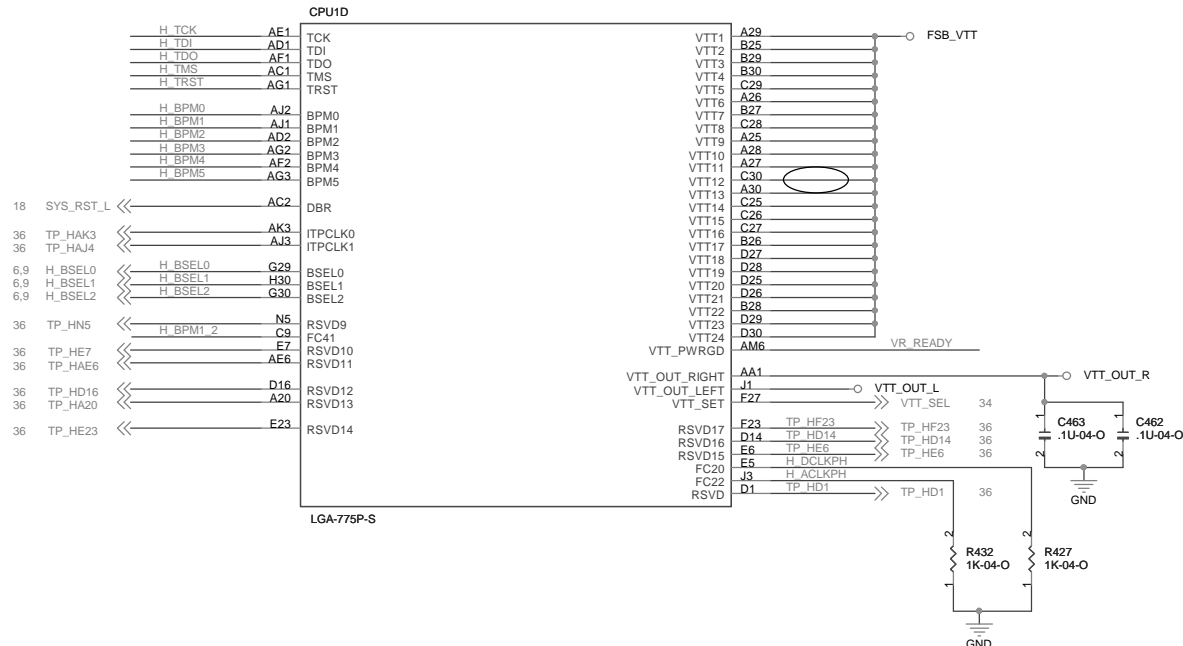 CPU1D
H_TCK AE1 TCK
H_TDI AD1 TDI
H_TDO AF1 TDO
H_TMS AC1 TMS
H_TRST AG1 TRST
H_BPM0 AJ2 BPM0
H_BPM1 AJ1 BPM1
H_BPM2 AD2 BPM2
H_BPM3 AG2 BPM3
H_BPM4 AF2 BPM4
H_BPM5 AG3 BPM5
18 SYS_RST_L AC2 DBR
36 TP_HAK3 AK3 ITPCLK0
36 TP_HAJ4 AJ3 ITPCLK1
6,9 H_BSEL0 H_BSEL0 G29 BSEL0
6,9 H_BSEL1 H_BSEL1 H30 BSEL1
6,9 H_BSEL2 H_BSEL2 G30 BSEL2
36 TP_HN5 N5 RSVD9
H_BPM1_2 C9 FC41
36 TP_HE7 E7 RSVD10
36 TP_HAE6 AE6 RSVD11
36 TP_HD16 D16 RSVD12
36 TP_HA20 A20 RSVD13
36 TP_HE23 E23 RSVD14
VTT1 A29 FSB_VTT
VTT2 B25
VTT3 B29
VTT4 B30
VTT5 C29
VTT6 A26
VTT7 B27
VTT8 C28
VTT9 A25
VTT10 A28
VTT11 A27
VTT12 C30
VTT13 A30
VTT14 C25
VTT15 C26
VTT16 C27
VTT17 B26
VTT18 D27
VTT19 D28
VTT20 D25
VTT21 D26
VTT22 B28
VTT23 D29
VTT24 D30
VTT_PWRGD AM6 VR_READY
VTT_OUT_RIGHT AA1 VTT_OUT_R
VTT_OUT_LEFT J1 VTT_OUT_L
VTT_SET F27 VTT_SEL 34
RSVD17 F23 TP_HF23 TP_HF23 36
RSVD16 D14 TP_HD14 TP_HD14 36
RSVD15 E6 TP_HE6 TP_HE6 36
FC20 E5 H_DCLKPH
FC22 J3 H_ACLKPH
RSVD D1 TP_HD1 TP_HD1 36
LGA-775P-S
1 C463 1 C462
.1U-04-O .1U-04-O
2 2
GND
2 R432 2 R427
1K-04-O 1K-04-O
1 1
GND